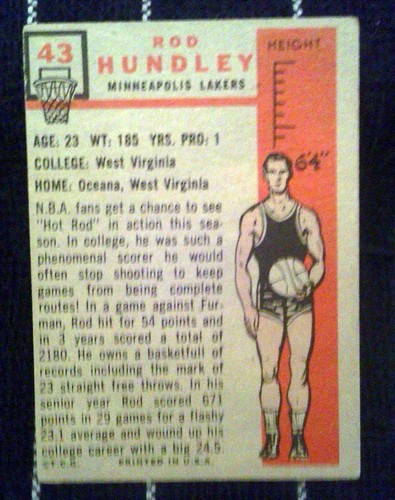 43
ROD
HUNDLEY
MINNEAPOLIS LAKERS
HEIGHT
6'4"
AGE: 23 WT: 185 YRS. PRO: 1
COLLEGE: West Virginia
HOME: Oceana, West Virginia
N.B.A. fans get a chance to see
"Hot Rod" in action this sea-
son. In college, he was such a
phenomenal scorer he would
often stop shooting to keep
games from being complete
routes! In a game against Fur-
man, Rod hit for 54 points and
in 3 years scored a total of
2180. He owns a basketfull of
records including the mark of
23 straight free throws. In his
senior year Rod scored 671
points in 29 games for a flashy
23.1 average and wound up his
college career with a big 24.5.
©T.C.G. PRINTED IN U.S.A.